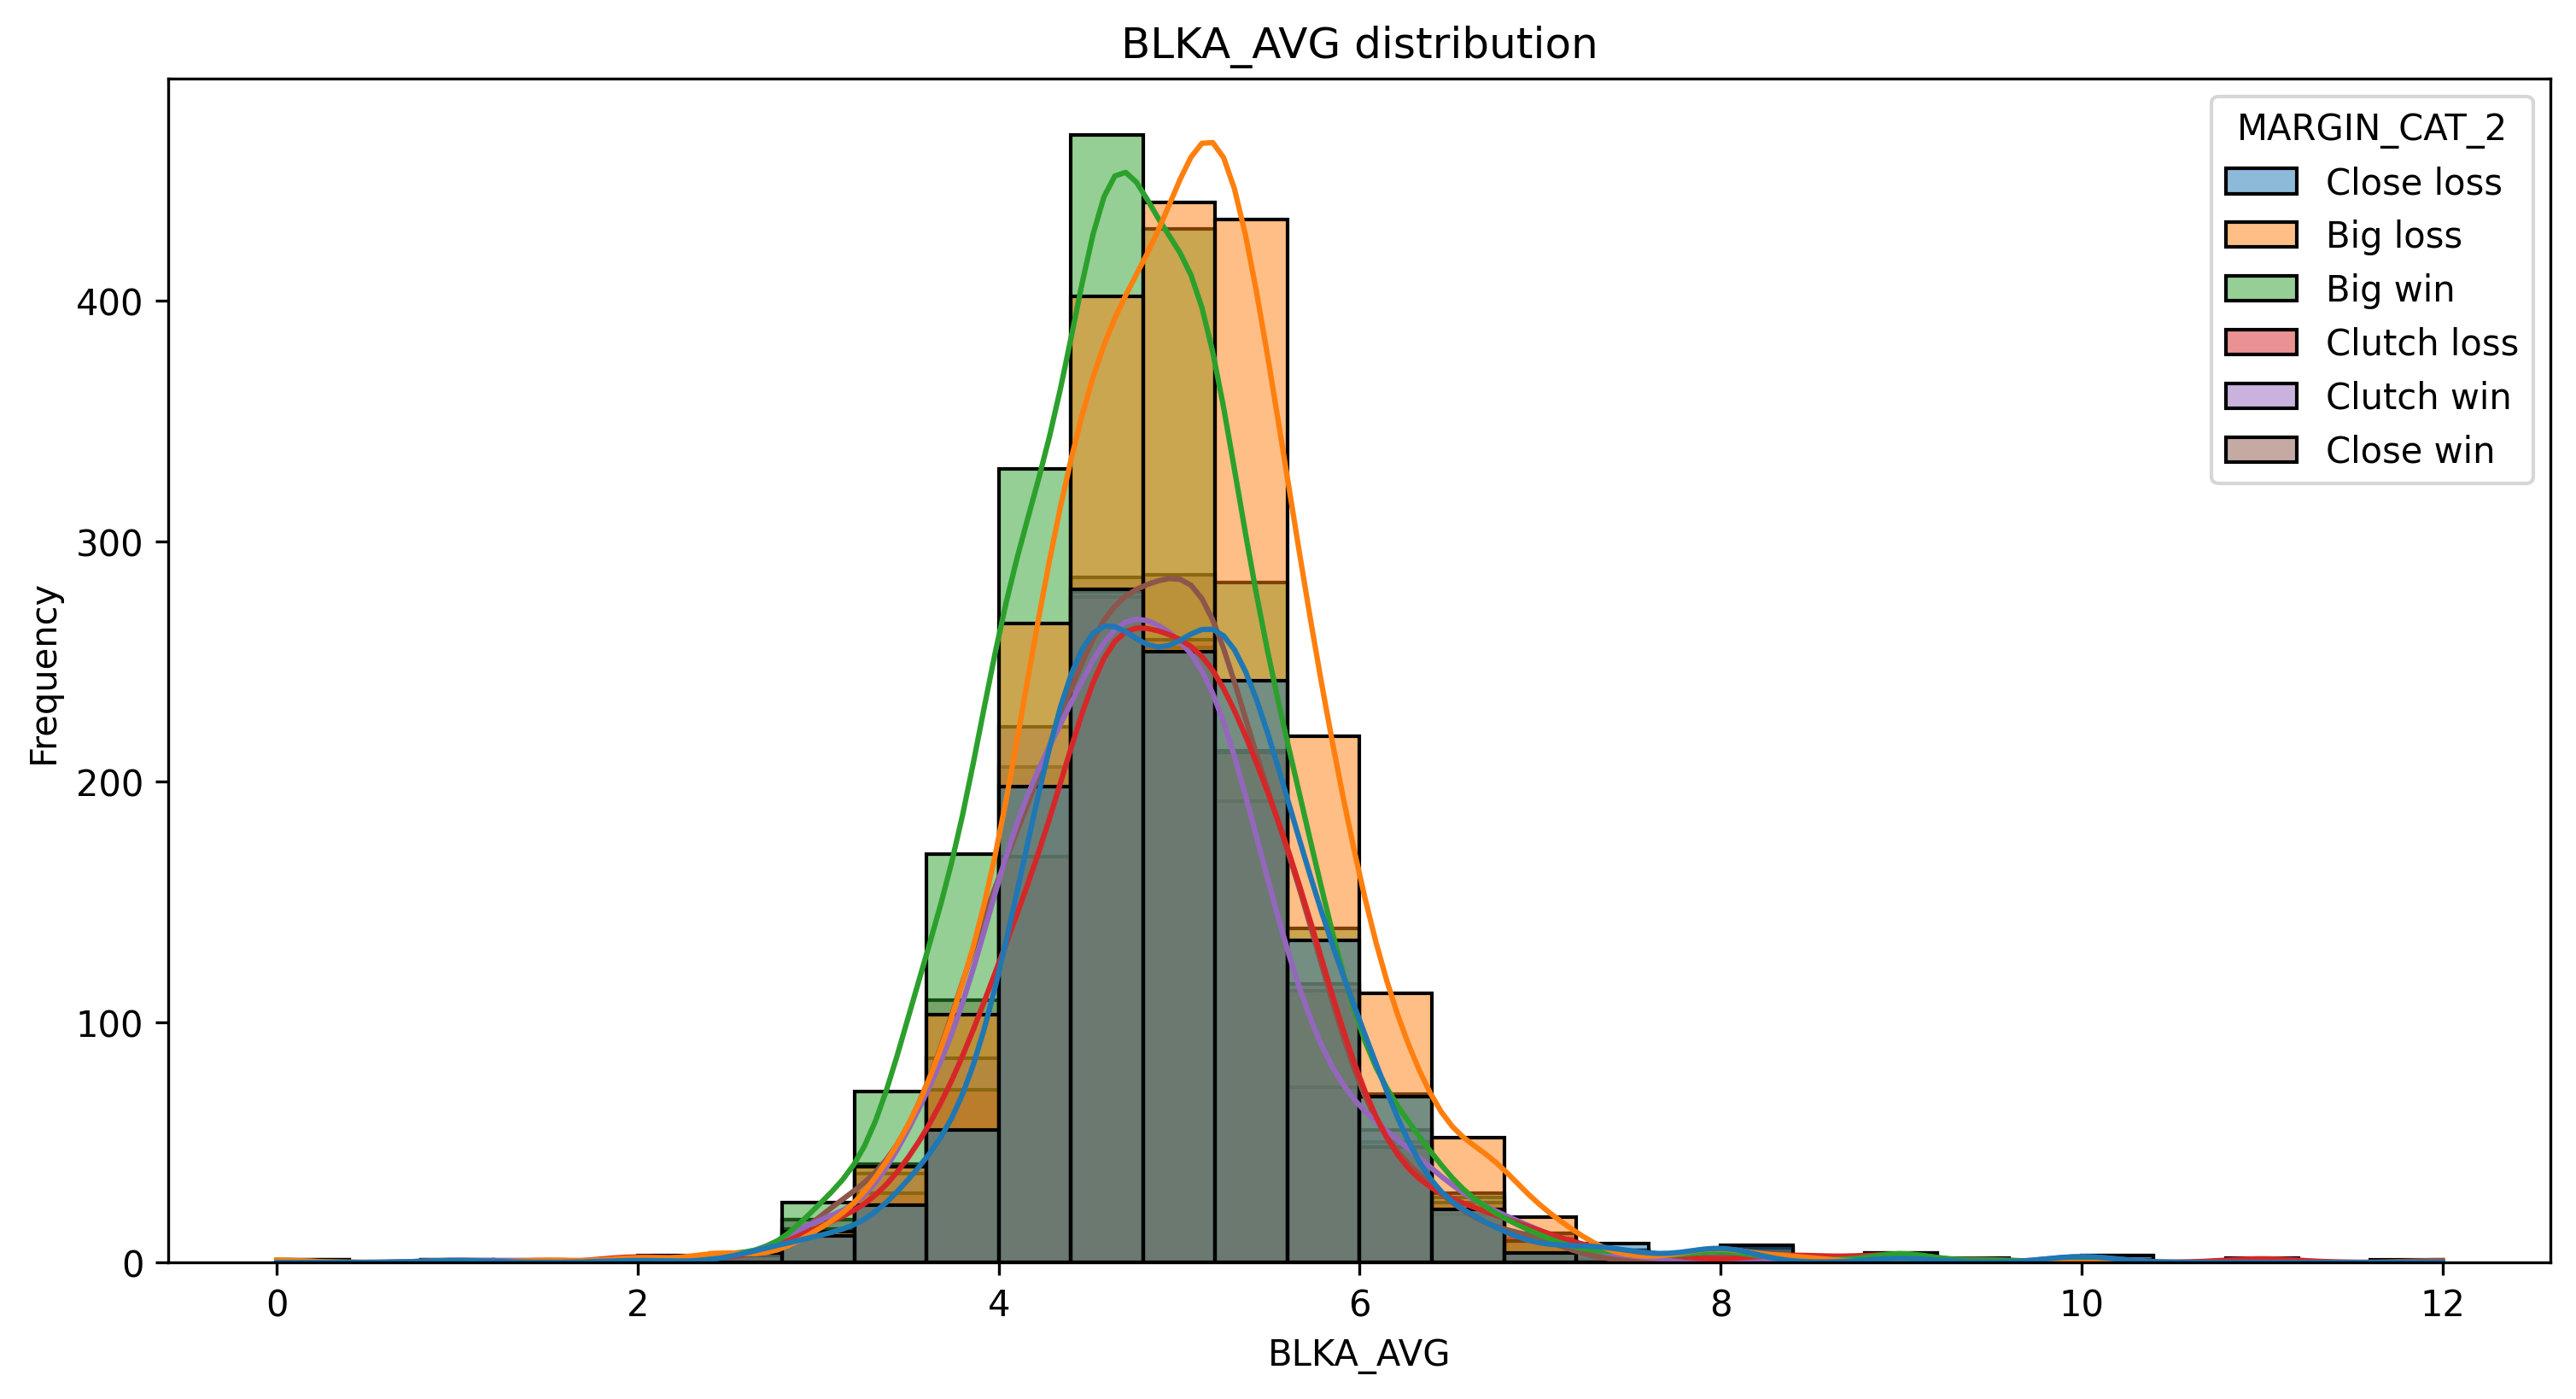 BLKA_AVG distribution
MARGIN_CAT_2
Close loss
Big loss
Big win
Clutch loss
Clutch win
Close win
Frequency
400
300
200
100
0
0 2 4 6 8 10 12
BLKA_AVG